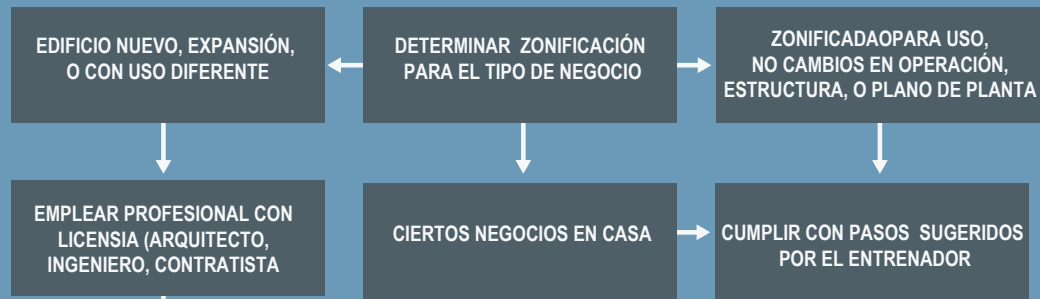 EDIFICIO NUEVO, EXPANSIÓN,
O CON USO DIFERENTE
DETERMINAR ZONIFICACIÓN
PARA EL TIPO DE NEGOCIO
ZONIFICADAOPARA USO,
NO CAMBIOS EN OPERACIÓN,
ESTRUCTURA, O PLANO DE PLANTA
EMPLEAR PROFESIONAL CON
LICENSIA (ARQUITECTO,
INGENIERO, CONTRATISTA
CIERTOS NEGOCIOS EN CASA
CUMPLIR CON PASOS SUGERIDOS
POR EL ENTRENADOR